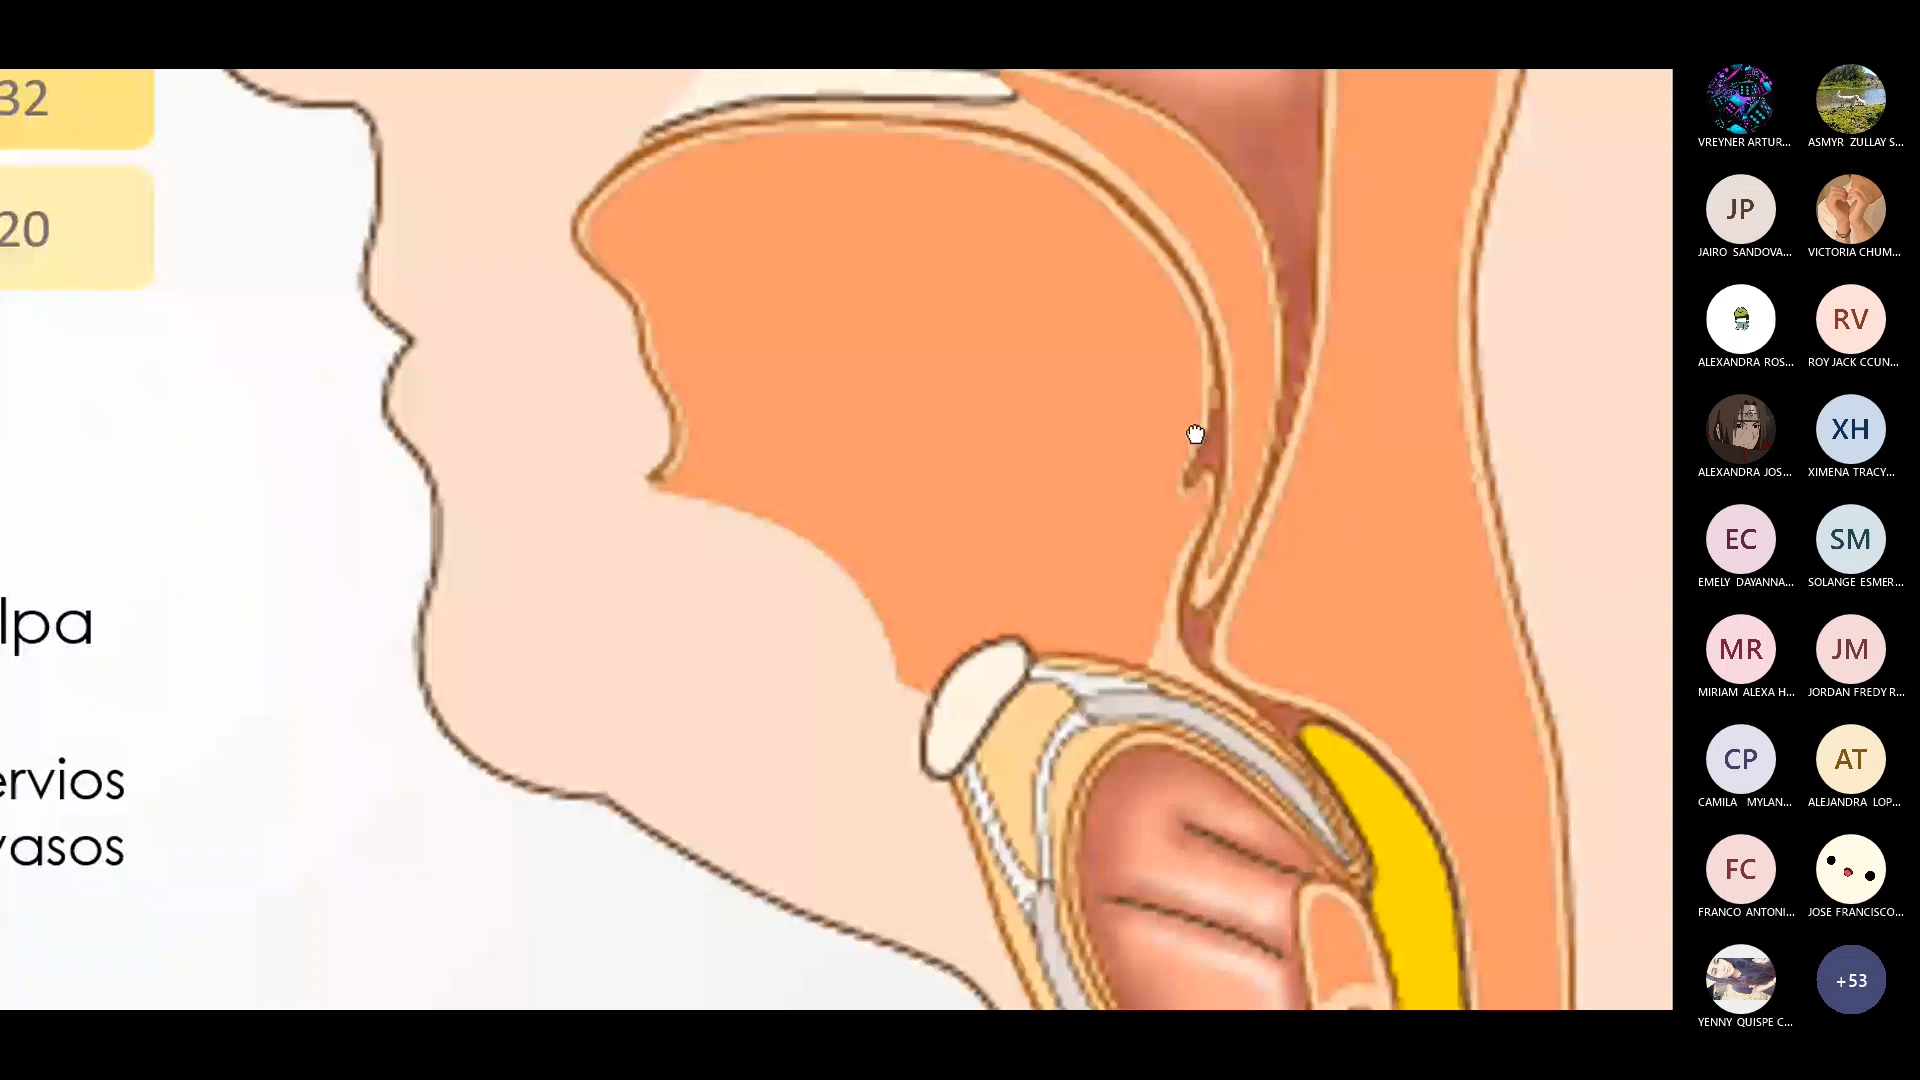 32
20
lpa
ervios
vasos
VREYNER ARTUR...
ASMYR ZULLAY S...
JP
JAIRO SANDOVA...
VICTORIA CHUM...
ALEXANDRA ROS...
RV
ROY JACK CCUN...
ALEXANDRA JOS...
XH
XIMENA TRACY...
EC
EMELY DAYANNA...
SM
SOLANGE ESMER...
MR
MIRIAM ALEXA H...
JM
JORDAN FREDY R...
CP
CAMILA MYLAN...
AT
ALEJANDRA LOP...
FC
FRANCO ANTONI...
JOSE FRANCISCO...
YENNY QUISPE C...
+53